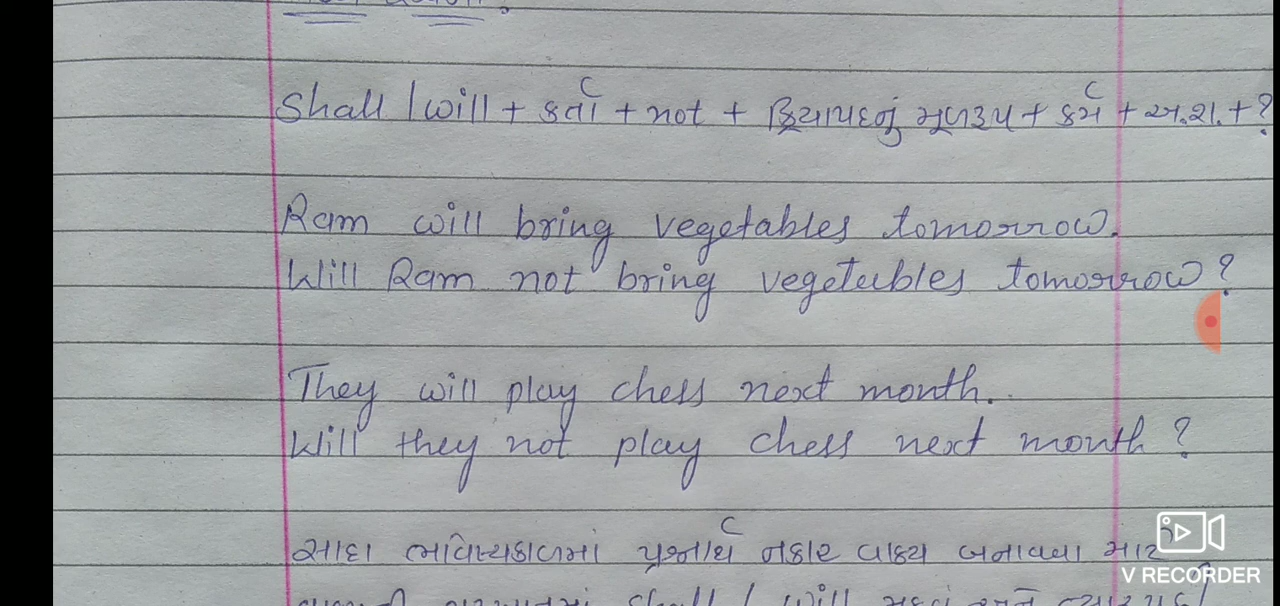 Shall / will + કર્તા + not + ક્રિયાપદનું મૂળરૂપ + કર્મ + અ.શ. + ?
Ram will bring vegetables tomorrow.
Will Ram not bring vegetables tomorrow?
They will play chess next month.
Will they not play chess next month?
સાદા ભવિષ્યકાળમાં પ્રશ્નાર્થ નકાર વાક્ય બનાવવા માટે
shall / will
V RECORDER